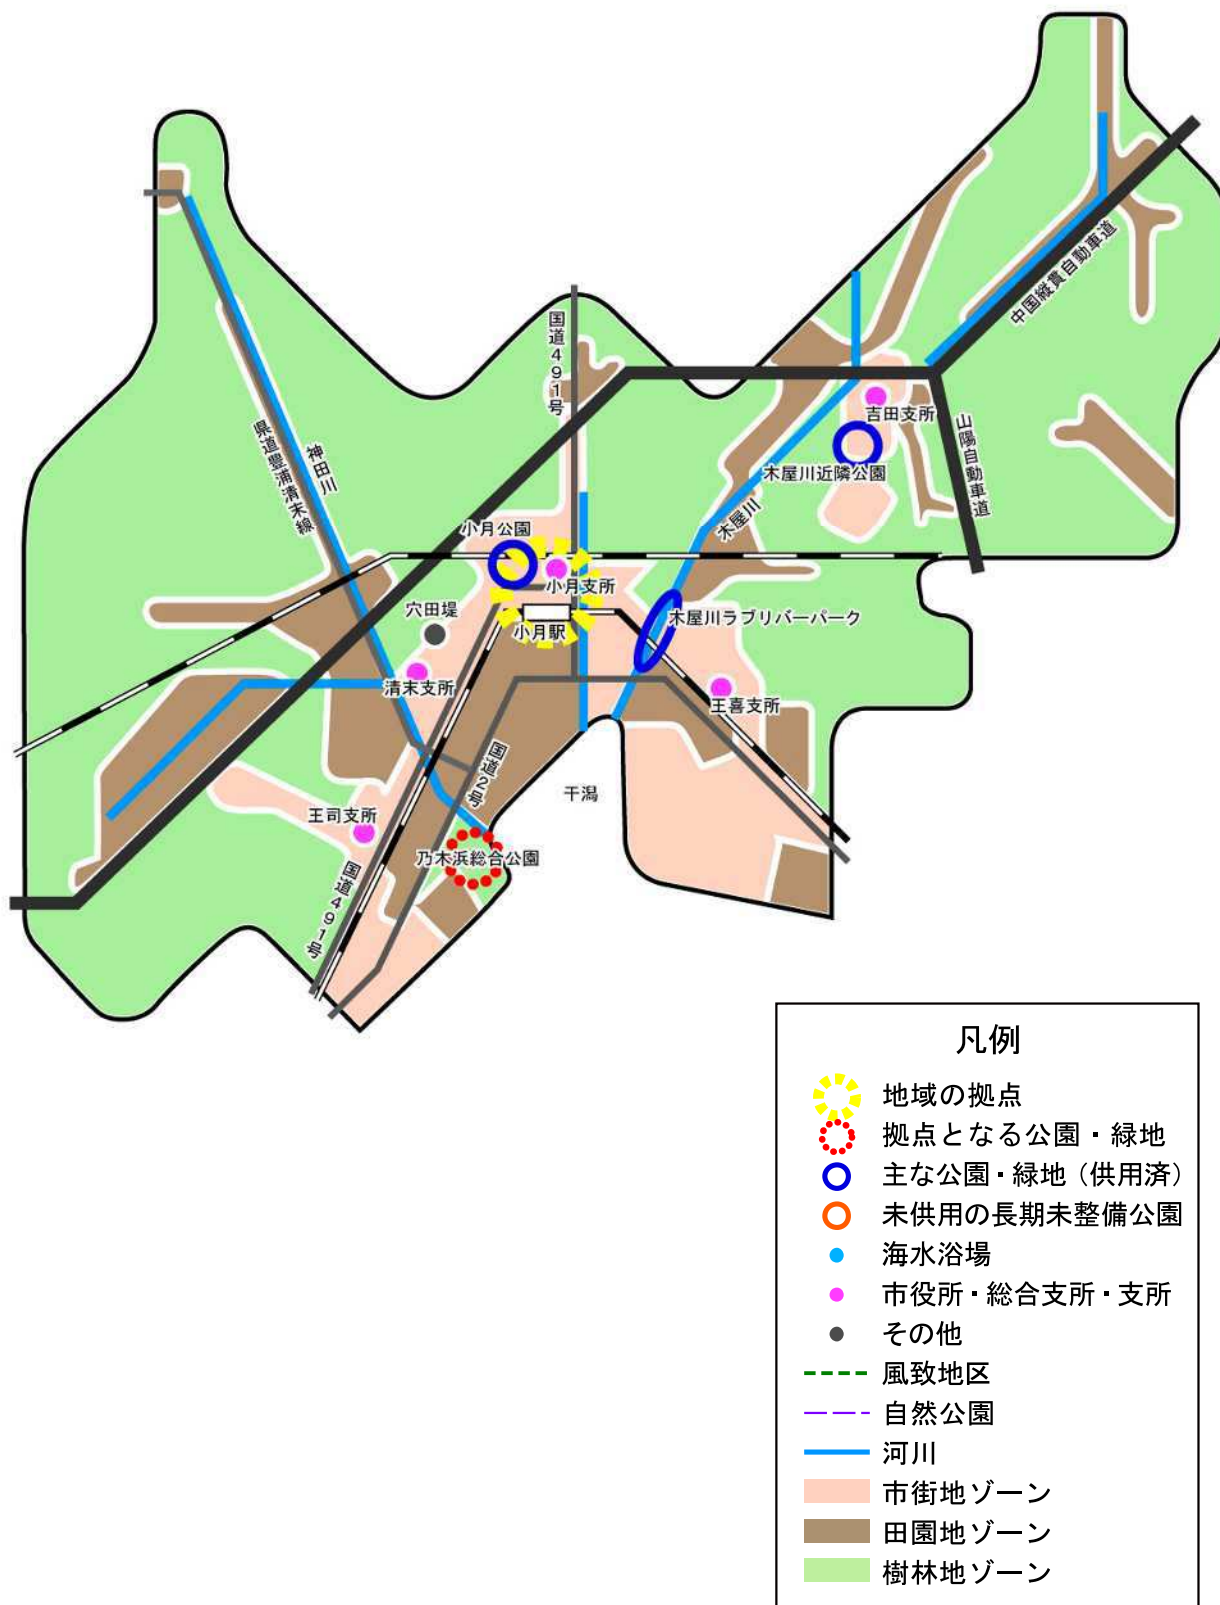 国道491号
中国縦貫自動車道
吉田支所
山陽自動車道
木屋川近隣公園
県道豊浦清末線
神田川
木屋川
小月公園
小月支所
穴田堤
小月駅
木屋川ラブリバーパーク
清末支所
王喜支所
国道2号
干潟
王司支所
乃木浜総合公園
国道491号
凡例
地域の拠点
拠点となる公園・緑地
主な公園・緑地（供用済）
未供用の長期未整備公園
海水浴場
市役所・総合支所・支所
その他
風致地区
自然公園
河川
市街地ゾーン
田園地ゾーン
樹林地ゾーン